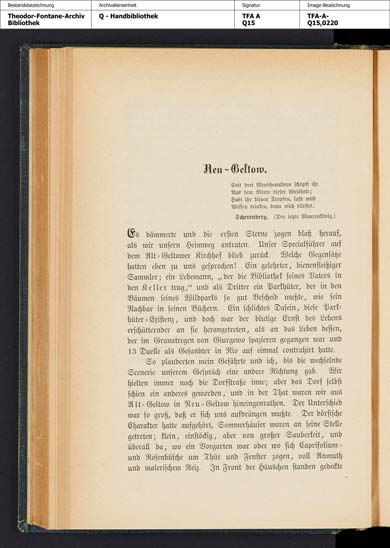 Bestandsbezeichnung
Archivalieneinheit
Signatur
Image-Bezeichnung
Theodor-Fontane-Archiv
Bibliothek
Q - Handbibliothek
TFA A
Q15
TFA-A-
Q15,0220
Neu-Geltow.
Seit drei Menschenaltern schöpft ihr
Aus dem Meere tiefer Weisheit;
Habt ihr keinen Tropfen, laßt mich
Wissen trinken, denn mich dürstet.
Scherenberg. (Der letzte Maurenkönig.)
Es dämmerte und die ersten Sterne zogen blaß herauf,
als wir unsern Heimweg antraten. Unser Specialführer auf
dem Alt-Geltower Kirchhof blieb zurück. Welche Gegensätze
hatten eben zu uns gesprochen! Ein gelehrter, bienenfleißiger
Sammler; ein Lebemann, „der die Bibliothek seines Vaters in
den Keller trug,“ und als Dritter ein Parkhüter, der in den
Bäumen seines Wildparks so gut Bescheid wußte, wie sein
Nachbar in seinen Büchern. Ein schlichtes Dasein, diese Park-
hüter-Existenz, und doch war der blutige Ernst des Lebens
erschütternder an sie herangetreten, als an das Leben dessen,
der im Granatregen von Giurgewo spazieren gegangen war und
13 Duelle als Gesandter in Rio auf einmal contrahirt hatte.
So plauderten mein Gefährte und ich, bis die wechselnde
Scenerie unserem Gespräch eine andere Richtung gab. Wir
hielten immer noch die Dorfstraße inne; aber das Dorf selbst
schien ein anderes geworden, und in der That waren wir aus
Alt-Geltow in Neu-Geltow hineingerathen. Der Unterschied
war so groß, daß er sich uns aufdrängen mußte. Der dörfische
Charakter hatte aufgehört, Sommerhäuser waren an seine Stelle
getreten; klein, einstöckig, aber von großer Sauberkeit, und
überall da, wo ein Vorgarten war oder wo sich Caprifolium-
und Rosenbüsche um Thür und Fenster zogen, voll Anmuth
und malerischem Reiz. In Front der Häuschen standen gedeckte